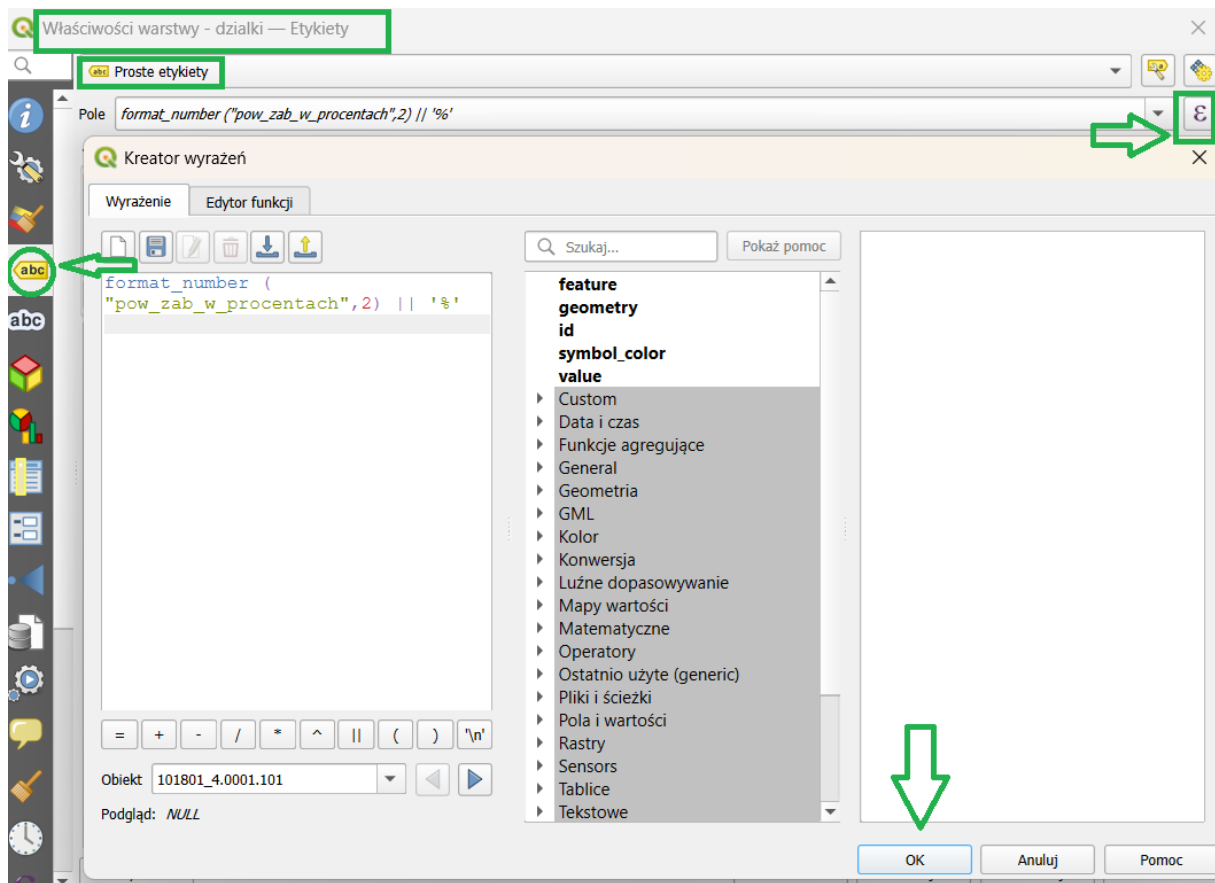 Właściwości warstwy - dzialki — Etykiety
abc Proste etykiety
Pole format_number ("pow_zab_w_procentach",2) || '%'
ε
Kreator wyrażeń
Wyrażenie Edytor funkcji
Szukaj... Pokaż pomoc
abc
abc
format_number (
"pow_zab_w_procentach",2) || '%'
feature
geometry
id
symbol_color
value
Custom
Data i czas
Funkcje agregujące
General
Geometria
GML
Kolor
Konwersja
Luźne dopasowywanie
Mapy wartości
Matematyczne
Operatory
Ostatnio użyte (generic)
Pliki i ścieżki
Pola i wartości
Rastry
Sensors
Tablice
Tekstowe
= + - / * ^ || ( ) '\n'
Obiekt 101801_4.0001.101
Podgląd: NULL
OK Anuluj Pomoc